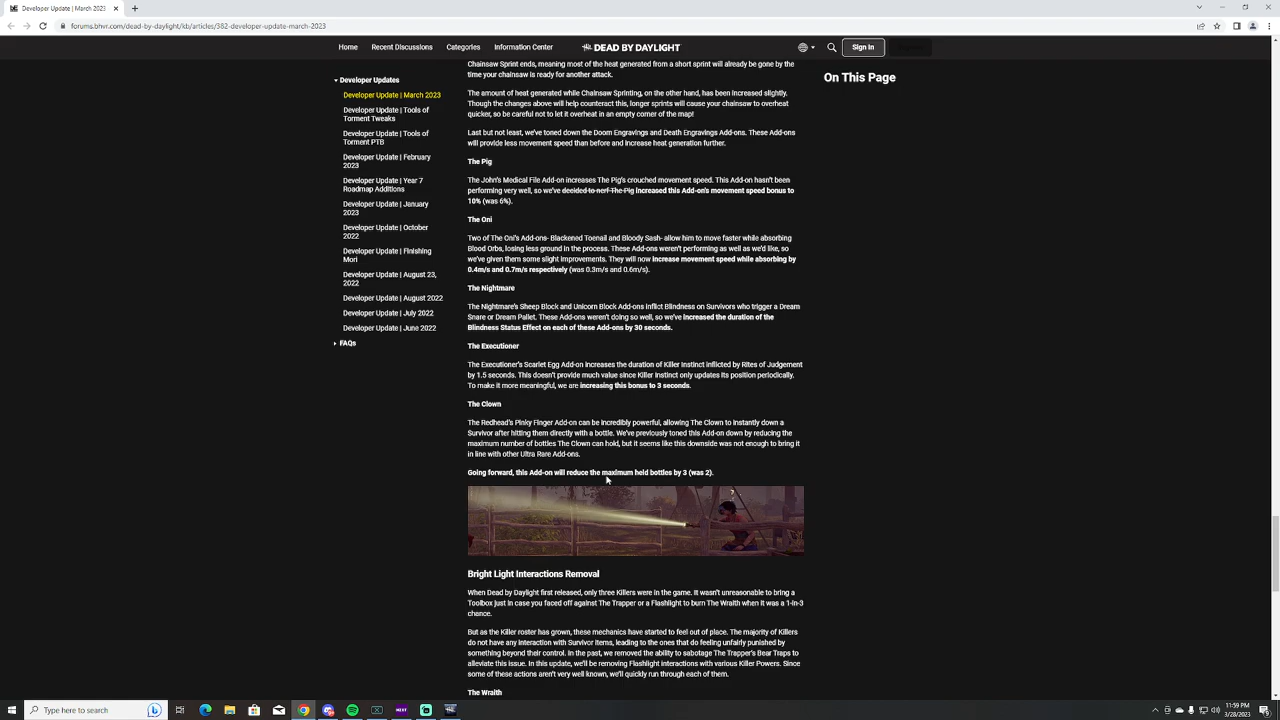 Developer Update | March 2023
forums.bhvr.com/dead-by-daylight/kb/articles/382-developer-update-march-2023
Home
Recent Discussions
Categories
Information Center
DEAD BY DAYLIGHT
Sign In
Developer Updates
Developer Update | March 2023
Developer Update | Tools of
Torment Tweaks
Developer Update | Tools of
Torment PTB
Developer Update | February
2023
Developer Update | Year 7
Roadmap Additions
Developer Update | January
2023
Developer Update | October
2022
Developer Update | Finishing
Mori
Developer Update | August 23,
2022
Developer Update | August 2022
Developer Update | July 2022
Developer Update | June 2022
FAQs
Chainsaw Sprint ends, meaning most of the heat generated from a short sprint will already be gone by the
time your chainsaw is ready for another attack.
The amount of heat generated while Chainsaw Sprinting, on the other hand, has been increased slightly.
Though the changes above will help counteract this, longer sprints will cause your chainsaw to overheat
quicker, so be careful not to let it overheat in an empty corner of the map!
Last but not least, we've toned down the Doom Engravings and Death Engravings Add-ons. These Add-ons
will provide less movement speed than before and increase heat generation further.
The Pig
The John's Medical File Add-on increases The Pig's crouched movement speed. This Add-on hasn't been
performing very well, so we've decided to nerf The Pig increased this Add-on's movement speed bonus to
10% (was 6%).
The Oni
Two of The Oni's Add-ons- Blackened Toenail and Bloody Sash- allow him to move faster while absorbing
Blood Orbs, losing less ground in the process. These Add-ons weren't performing as well as we'd like, so
we've given them some slight improvements. They will now increase movement speed while absorbing by
0.4m/s and 0.7m/s respectively (was 0.3m/s and 0.6m/s).
The Nightmare
The Nightmare's Sheep Block and Unicorn Block Add-ons inflict Blindness on Survivors who trigger a Dream
Snare or Dream Pallet. These Add-ons weren't doing so well, so we've increased the duration of the
Blindness Status Effect on each of these Add-ons by 30 seconds.
The Executioner
The Executioner's Scarlet Egg Add-on increases the duration of Killer Instinct inflicted by Rites of Judgement
by 1.5 seconds. This doesn't provide much value since Killer Instinct only updates its position periodically.
To make it more meaningful, we are increasing this bonus to 3 seconds.
The Clown
The Redhead's Pinky Finger Add-on can be incredibly powerful, allowing The Clown to instantly down a
Survivor after hitting them directly with a bottle. We've previously toned this Add-on down by reducing the
maximum number of bottles The Clown can hold, but it seems like this downside was not enough to bring it
in line with other Ultra Rare Add-ons.
Going forward, this Add-on will reduce the maximum held bottles by 3 (was 2).
Bright Light Interactions Removal
When Dead by Daylight first released, only three Killers were in the game. It wasn't unreasonable to bring a
Toolbox just in case you faced off against The Trapper or a Flashlight to burn The Wraith when it was a 1-in-3
chance.
But as the Killer roster has grown, these mechanics have started to feel out of place. The majority of Killers
do not have any interaction with Survivor items, leading to the ones that do feeling unfairly punished by
something beyond their control. In the past, we removed the ability to sabotage The Trapper's Bear Traps to
alleviate this issue. In this update, we'll be removing Flashlight interactions with various Killer Powers. Since
some of these actions aren't very well known, we'll quickly run through each of them.
The Wraith
On This Page
Type here to search
NEXT
11:59 PM
3/28/2023